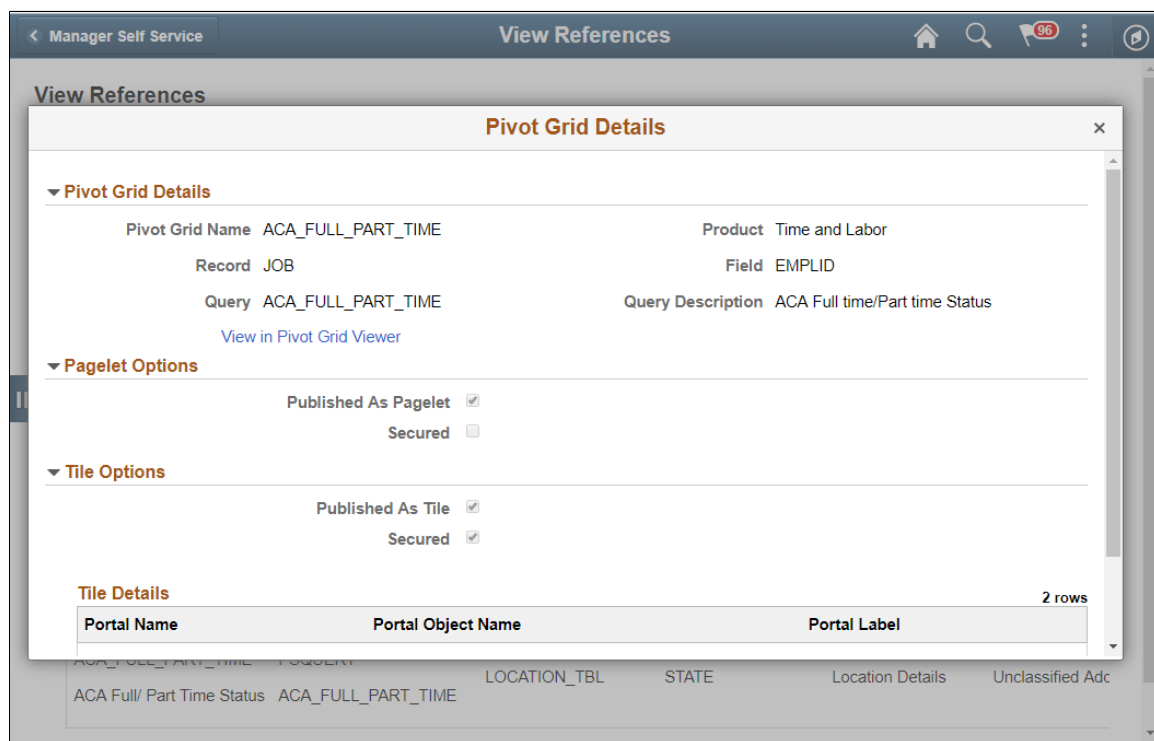 Manager Self Service
View References
96
View References
Pivot Grid Details
×
Pivot Grid Details
Pivot Grid Name ACA_FULL_PART_TIME Product Time and Labor
Record JOB Field EMPLID
Query ACA_FULL_PART_TIME Query Description ACA Full time/Part time Status
View in Pivot Grid Viewer
Pagelet Options
Published As Pagelet
Secured
Tile Options
Published As Tile
Secured
Tile Details 2 rows
Portal Name Portal Object Name Portal Label
ACA_FULL_PART_TIME PSQUERY
LOCATION_TBL STATE Location Details Unclassified Adc
ACA Full/ Part Time Status ACA_FULL_PART_TIME